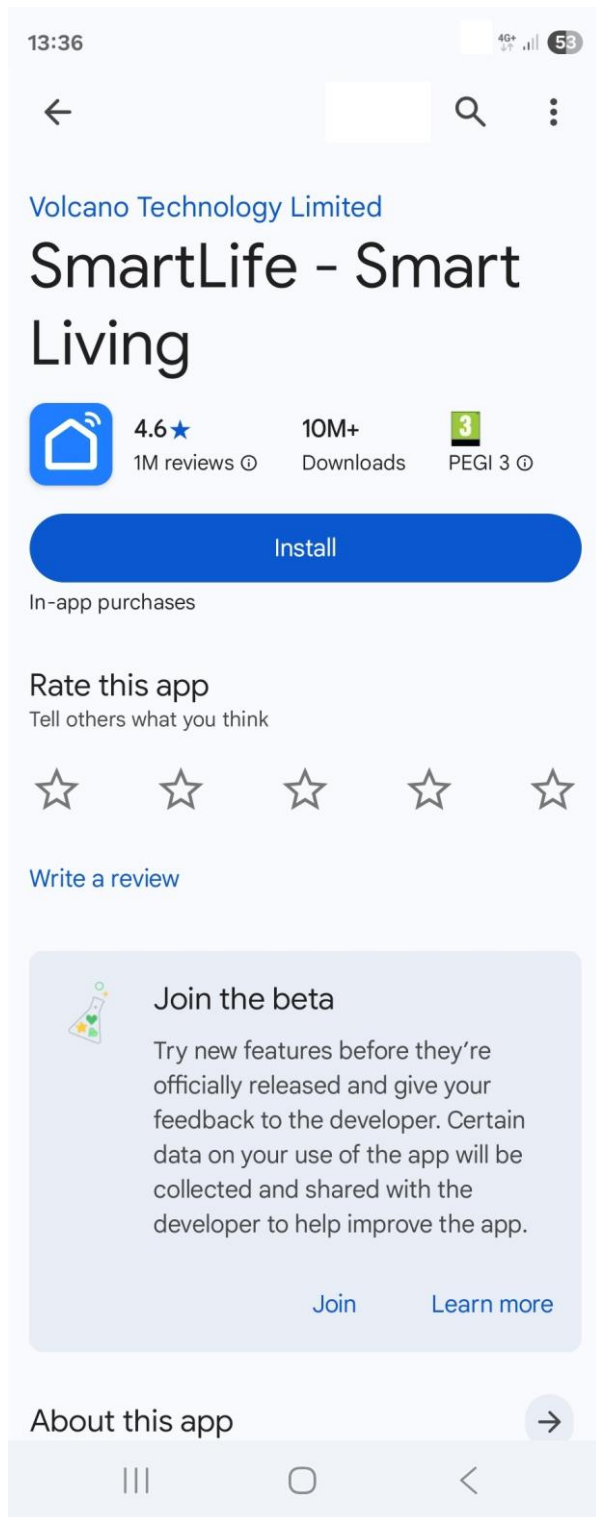 13:36
4G+
53
Volcano Technology Limited
SmartLife - Smart
Living
4.6★
10M+
3
1M reviews
Downloads
PEGI 3
Install
In-app purchases
Rate this app
Tell others what you think
Write a review
Join the beta
Try new features before they're
officially released and give your
feedback to the developer. Certain
data on your use of the app will be
collected and shared with the
developer to help improve the app.
Join
Learn more
About this app